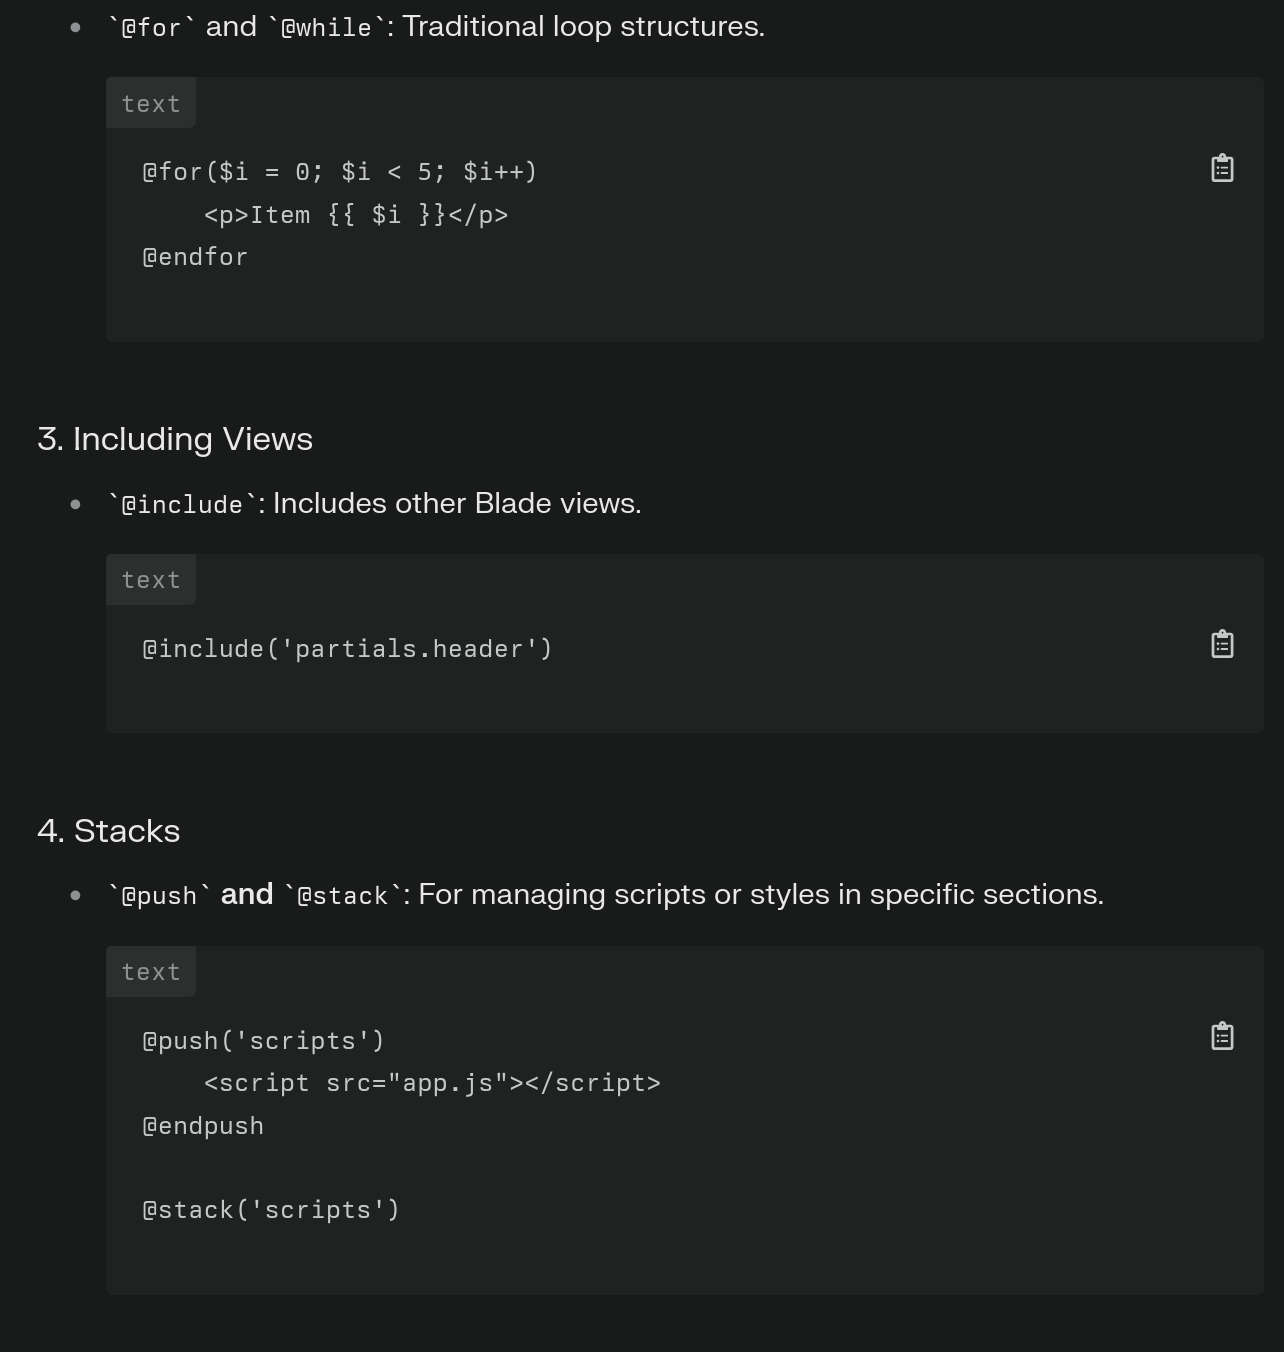 • `@for` and `@while`: Traditional loop structures.
text
@for($i = 0; $i < 5; $i++)
    <p>Item {{ $i }}</p>
@endfor
3. Including Views
• `@include`: Includes other Blade views.
text
@include('partials.header')
4. Stacks
• `@push` and `@stack`: For managing scripts or styles in specific sections.
text
@push('scripts')
    <script src="app.js"></script>
@endpush
@stack('scripts')